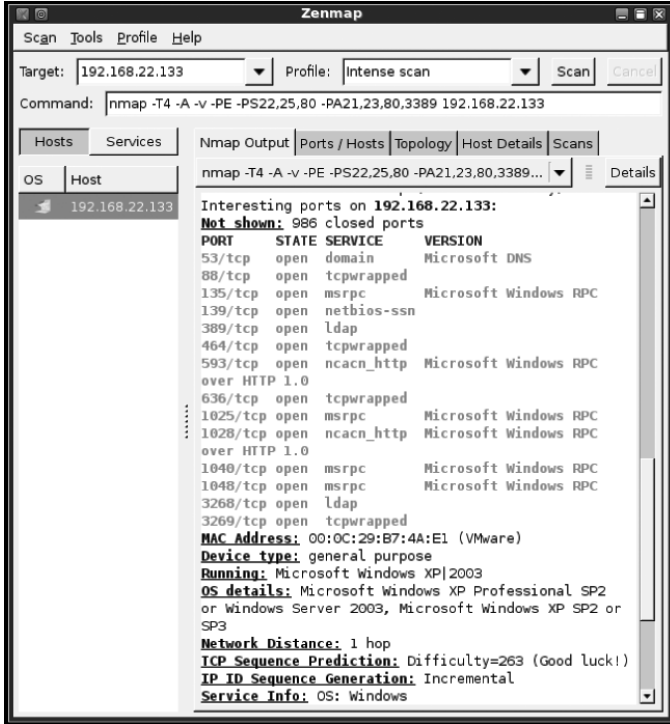 Zenmap
Scan Tools Profile Help
Target: 192.168.22.133 Profile: Intense scan Scan Cancel
Command: nmap -T4 -A -v -PE -PS22,25,80 -PA21,23,80,3389 192.168.22.133
Hosts Services Nmap Output Ports / Hosts Topology Host Details Scans
nmap -T4 -A -v -PE -PS22,25,80 -PA21,23,80,3389... Details
OS Host
192.168.22.133
Interesting ports on 192.168.22.133:
Not shown: 986 closed ports
PORT STATE SERVICE VERSION
53/tcp open domain Microsoft DNS
88/tcp open tcpwrapped
135/tcp open msrpc Microsoft Windows RPC
139/tcp open netbios-ssn
389/tcp open ldap
464/tcp open tcpwrapped
593/tcp open ncacn_http Microsoft Windows RPC
over HTTP 1.0
636/tcp open tcpwrapped
1025/tcp open msrpc Microsoft Windows RPC
1028/tcp open ncacn_http Microsoft Windows RPC
over HTTP 1.0
1040/tcp open msrpc Microsoft Windows RPC
1048/tcp open msrpc Microsoft Windows RPC
3268/tcp open ldap
3269/tcp open tcpwrapped
MAC Address: 00:0C:29:B7:4A:E1 (VMware)
Device type: general purpose
Running: Microsoft Windows XP|2003
OS details: Microsoft Windows XP Professional SP2
or Windows Server 2003, Microsoft Windows XP SP2 or
SP3
Network Distance: 1 hop
TCP Sequence Prediction: Difficulty=263 (Good luck!)
IP ID Sequence Generation: Incremental
Service Info: OS: Windows